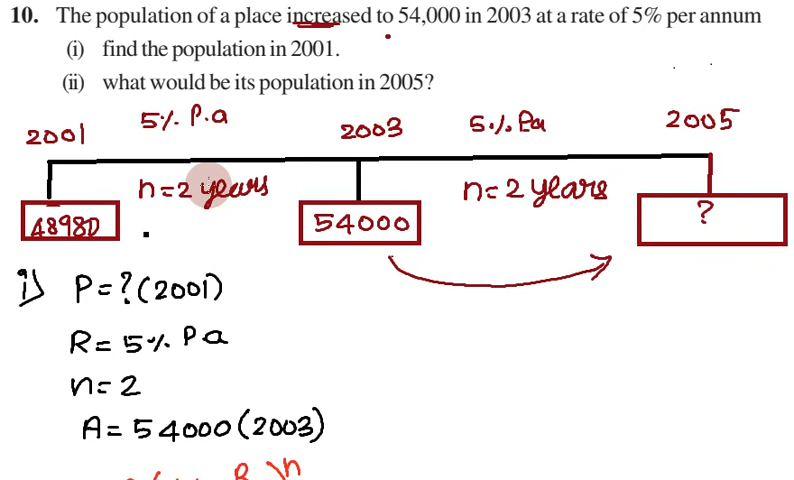 10. The population of a place increased to 54,000 in 2003 at a rate of 5% per annum
(i) find the population in 2001.
(ii) what would be its population in 2005?
2001 5% P.a 2003 5% Pa 2005
n=2 years n=2 years
48980 54000 ?
i) P=?(2001)
R= 5% Pa
n=2
A= 54000(2003)